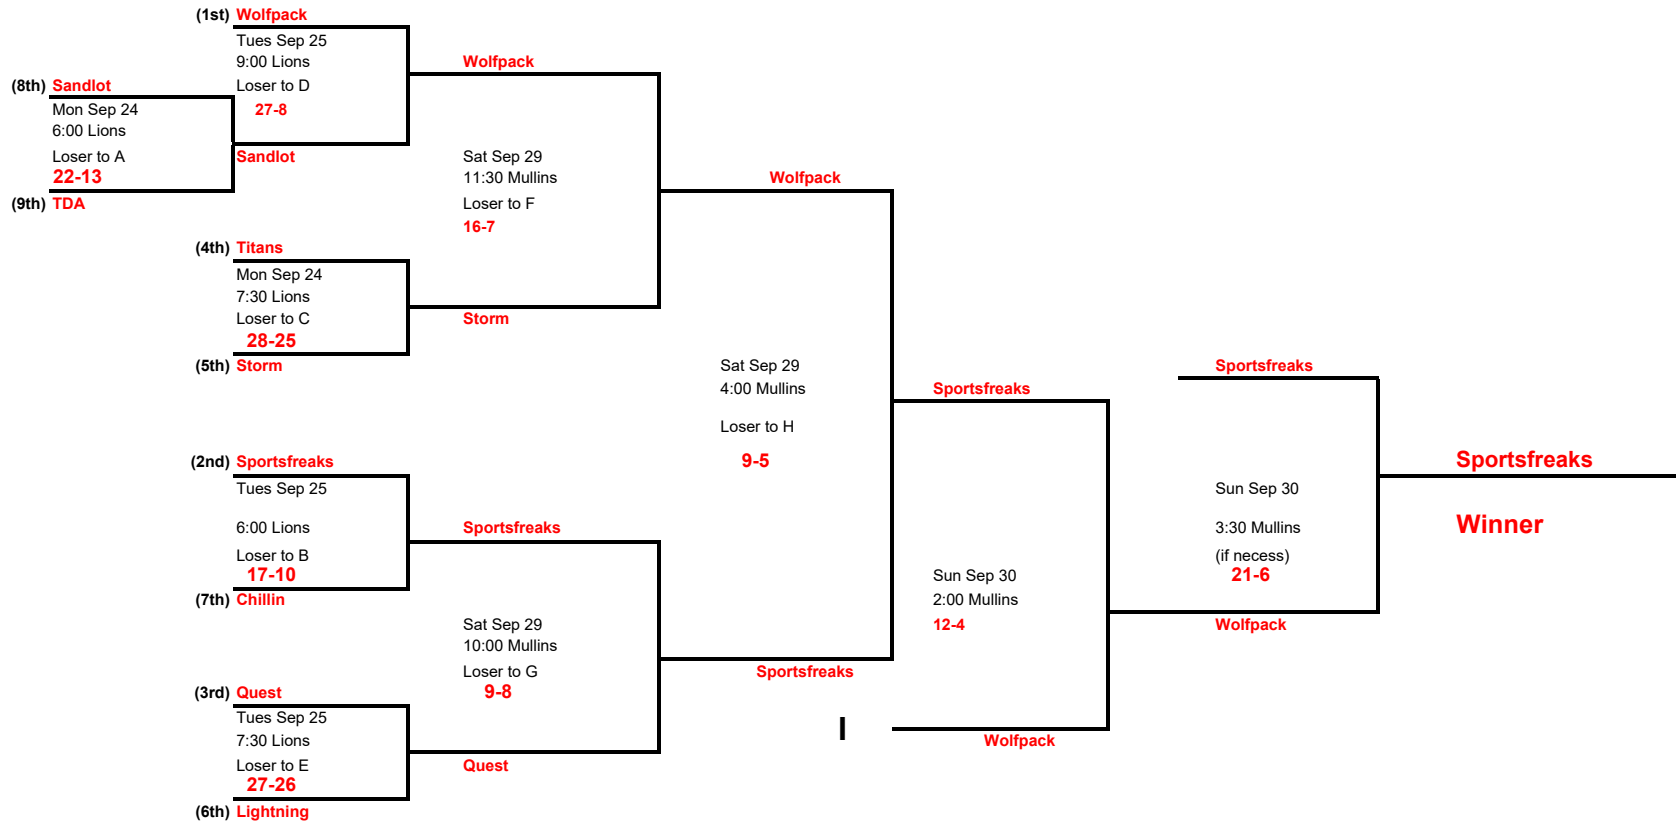 (1st) Wolfpack
Tues Sep 25
9:00 Lions
Loser to D
27-8
Wolfpack
(8th) Sandlot
Mon Sep 24
6:00 Lions
Loser to A
22-13
(9th) TDA
Sandlot
Sat Sep 29
11:30 Mullins
Loser to F
16-7
Wolfpack
(4th) Titans
Mon Sep 24
7:30 Lions
Loser to C
28-25
(5th) Storm
Storm
Sat Sep 29
4:00 Mullins
Loser to H
9-5
Sportsfreaks
Sportsfreaks
(2nd) Sportsfreaks
Tues Sep 25
6:00 Lions
Loser to B
17-10
(7th) Chillin
Sportsfreaks
Sat Sep 29
10:00 Mullins
Loser to G
9-8
Sportsfreaks
(3rd) Quest
Tues Sep 25
7:30 Lions
Loser to E
27-26
(6th) Lightning
Quest
Sun Sep 30
2:00 Mullins
12-4
I
Wolfpack
Sun Sep 30
3:30 Mullins
(if necess)
21-6
Wolfpack
Sportsfreaks
Winner